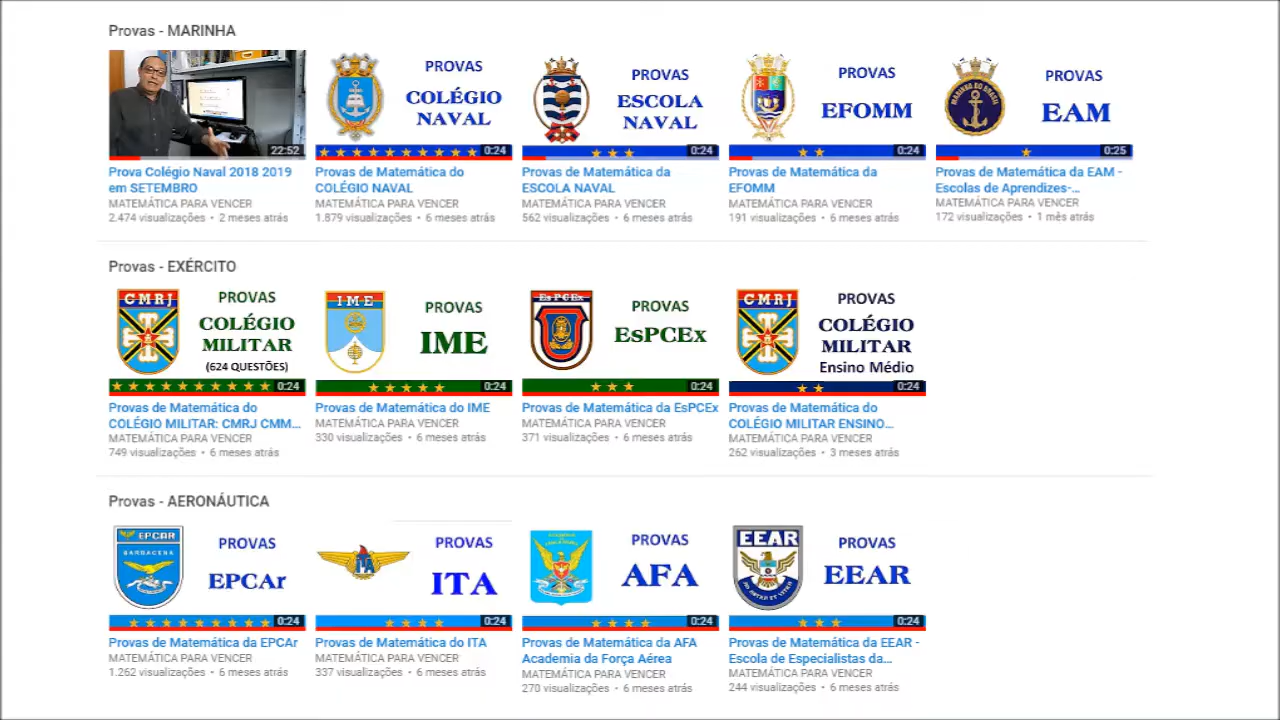 Provas - MARINHA
22:52
Prova Colégio Naval 2018 2019
em SETEMBRO
MATEMÁTICA PARA VENCER
2.474 visualizações • 2 meses atrás
PROVAS
COLÉGIO
NAVAL
0:24
Provas de Matemática do
COLÉGIO NAVAL
MATEMÁTICA PARA VENCER
1.879 visualizações • 6 meses atrás
PROVAS
ESCOLA
NAVAL
0:24
Provas de Matemática da
ESCOLA NAVAL
MATEMÁTICA PARA VENCER
562 visualizações • 6 meses atrás
PROVAS
EFOMM
0:24
Provas de Matemática da
EFOMM
MATEMÁTICA PARA VENCER
191 visualizações • 6 meses atrás
MARINHA DO BRASIL
PROVAS
EAM
0:25
Provas de Matemática da EAM -
Escolas de Aprendizes-...
MATEMÁTICA PARA VENCER
172 visualizações • 1 mês atrás
Provas - EXÉRCITO
CMRJ
PROVAS
COLÉGIO
MILITAR
(624 QUESTÕES)
0:24
Provas de Matemática do
COLÉGIO MILITAR: CMRJ CMM...
MATEMÁTICA PARA VENCER
749 visualizações • 6 meses atrás
IME
PROVAS
IME
0:24
Provas de Matemática do IME
MATEMÁTICA PARA VENCER
330 visualizações • 6 meses atrás
EsPCEx
PROVAS
EsPCEx
0:24
Provas de Matemática da EsPCEx
MATEMÁTICA PARA VENCER
371 visualizações • 6 meses atrás
CMRJ
PROVAS
COLÉGIO
MILITAR
Ensino Médio
0:24
Provas de Matemática do
COLÉGIO MILITAR ENSINO...
MATEMÁTICA PARA VENCER
262 visualizações • 3 meses atrás
Provas - AERONÁUTICA
EPCAR
BARBACENA
PROVAS
EPCAr
0:24
Provas de Matemática da EPCAr
MATEMÁTICA PARA VENCER
1.262 visualizações • 6 meses atrás
ITA
PROVAS
ITA
0:24
Provas de Matemática do ITA
MATEMÁTICA PARA VENCER
337 visualizações • 6 meses atrás
PROVAS
AFA
0:24
Provas de Matemática da AFA
Academia da Força Aérea
MATEMÁTICA PARA VENCER
270 visualizações • 6 meses atrás
EEAR
PROVAS
EEAR
0:24
Provas de Matemática da EEAR -
Escola de Especialistas da...
MATEMÁTICA PARA VENCER
244 visualizações • 6 meses atrás